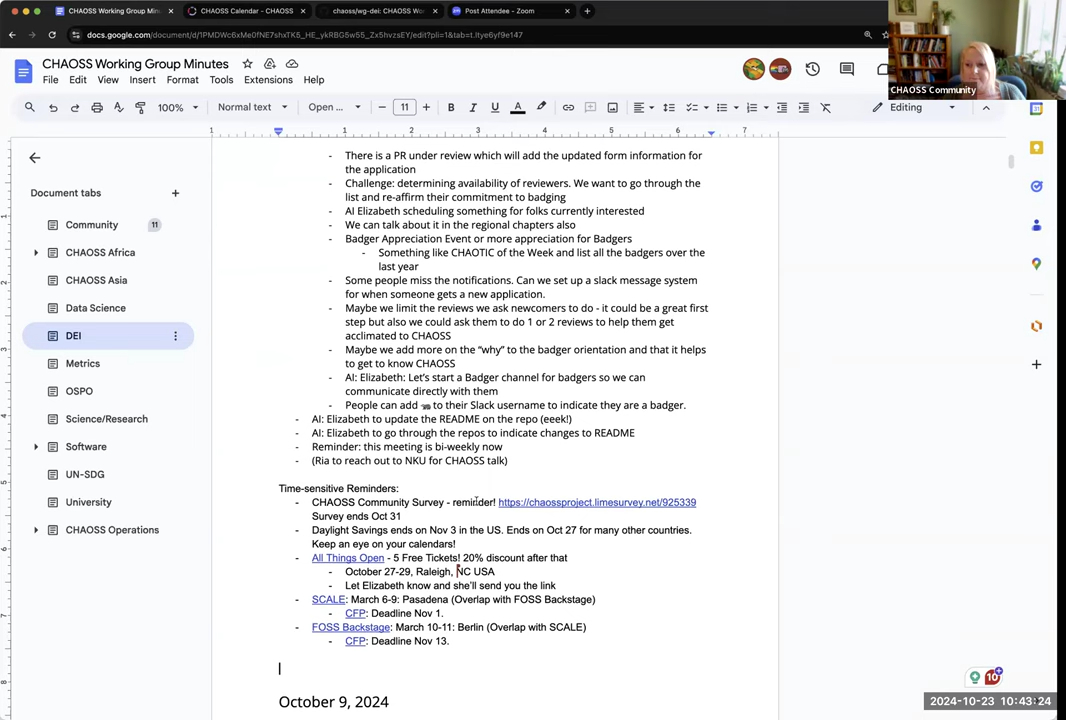 CHAOSS Working Group Minu
CHAOSS Calendar - CHAOSS
chaoss/wg-dei: CHAOSS Wo
Post Attendee - Zoom
docs.google.com/document/d/1PMDWc6xMe0fNE7shxTK5_HE_ykRBG5w55_Zx5hvzsEY/edit?pli=1&tab=t.ltye6yf9e147
CHAOSS Working Group Minutes
File Edit View Insert Format Tools Extensions Help
CHAOSS Community
100% Normal text Open ... 11 B I U A Editing
1 1 2 3 4 5 6 7
Document tabs
Community 11
CHAOSS Africa
CHAOSS Asia
Data Science
DEI
Metrics
OSPO
Science/Research
Software
UN-SDG
University
CHAOSS Operations
1
2
3
4
5
6
7
8
- There is a PR under review which will add the updated form information for
the application
- Challenge: determining availability of reviewers. We want to go through the
list and re-affirm their commitment to badging
- AI Elizabeth scheduling something for folks currently interested
- We can talk about it in the regional chapters also
- Badger Appreciation Event or more appreciation for Badgers
- Something like CHAOTIC of the Week and list all the badgers over the
last year
- Some people miss the notifications. Can we set up a slack message system
for when someone gets a new application.
- Maybe we limit the reviews we ask newcomers to do - it could be a great first
step but also we could ask them to do 1 or 2 reviews to help them get
acclimated to CHAOSS
- Maybe we add more on the “why” to the badger orientation and that it helps
to get to know CHAOSS
- AI: Elizabeth: Let’s start a Badger channel for badgers so we can
communicate directly with them
- People can add 🦡 to their Slack username to indicate they are a badger.
- AI: Elizabeth to update the README on the repo (eeek!)
- AI: Elizabeth to go through the repos to indicate changes to README
- Reminder: this meeting is bi-weekly now
- (Ria to reach out to NKU for CHAOSS talk)
Time-sensitive Reminders:
- CHAOSS Community Survey - reminder! https://chaossproject.limesurvey.net/925339
Survey ends Oct 31
- Daylight Savings ends on Nov 3 in the US. Ends on Oct 27 for many other countries.
Keep an eye on your calendars!
- All Things Open - 5 Free Tickets! 20% discount after that
- October 27-29, Raleigh, NC USA
- Let Elizabeth know and she’ll send you the link
- SCALE: March 6-9: Pasadena (Overlap with FOSS Backstage)
- CFP: Deadline Nov 1.
- FOSS Backstage: March 10-11: Berlin (Overlap with SCALE)
- CFP: Deadline Nov 13.
October 9, 2024
10
2024-10-23 10:43:24